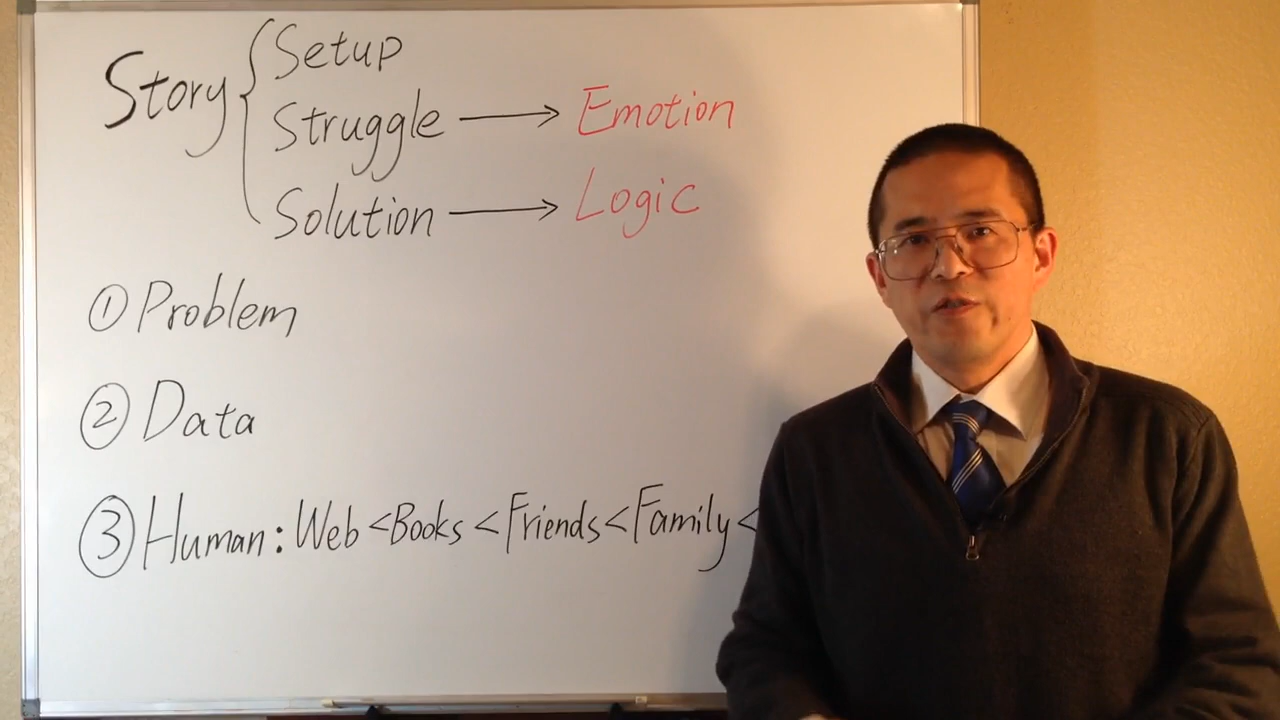 Story { Setup
Struggle → Emotion
Solution → Logic
① Problem
② Data
③ Human: Web < Books < Friends < Family <